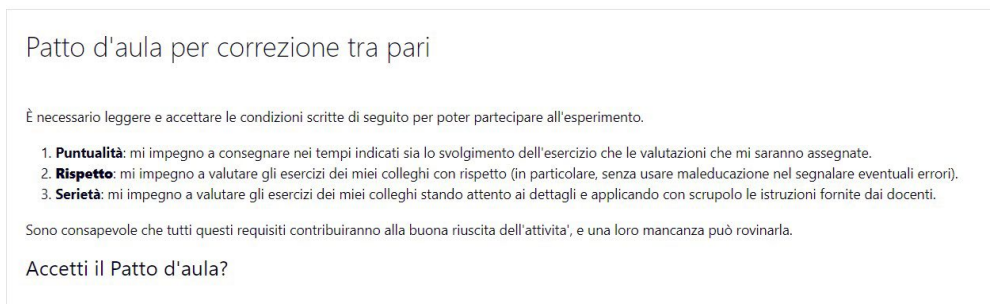 Patto d'aula per correzione tra pari
È necessario leggere e accettare le condizioni scritte di seguito per poter partecipare all'esperimento.
1. Puntualità: mi impegno a consegnare nei tempi indicati sia lo svolgimento dell'esercizio che le valutazioni che mi saranno assegnate.
2. Rispetto: mi impegno a valutare gli esercizi dei miei colleghi con rispetto (in particolare, senza usare maleducazione nel segnalare eventuali errori).
3. Serietà: mi impegno a valutare gli esercizi dei miei colleghi stando attento ai dettagli e applicando con scrupolo le istruzioni fornite dai docenti.
Sono consapevole che tutti questi requisiti contribuiranno alla buona riuscita dell'attivita', e una loro mancanza può rovinarla.
Accetti il Patto d'aula?